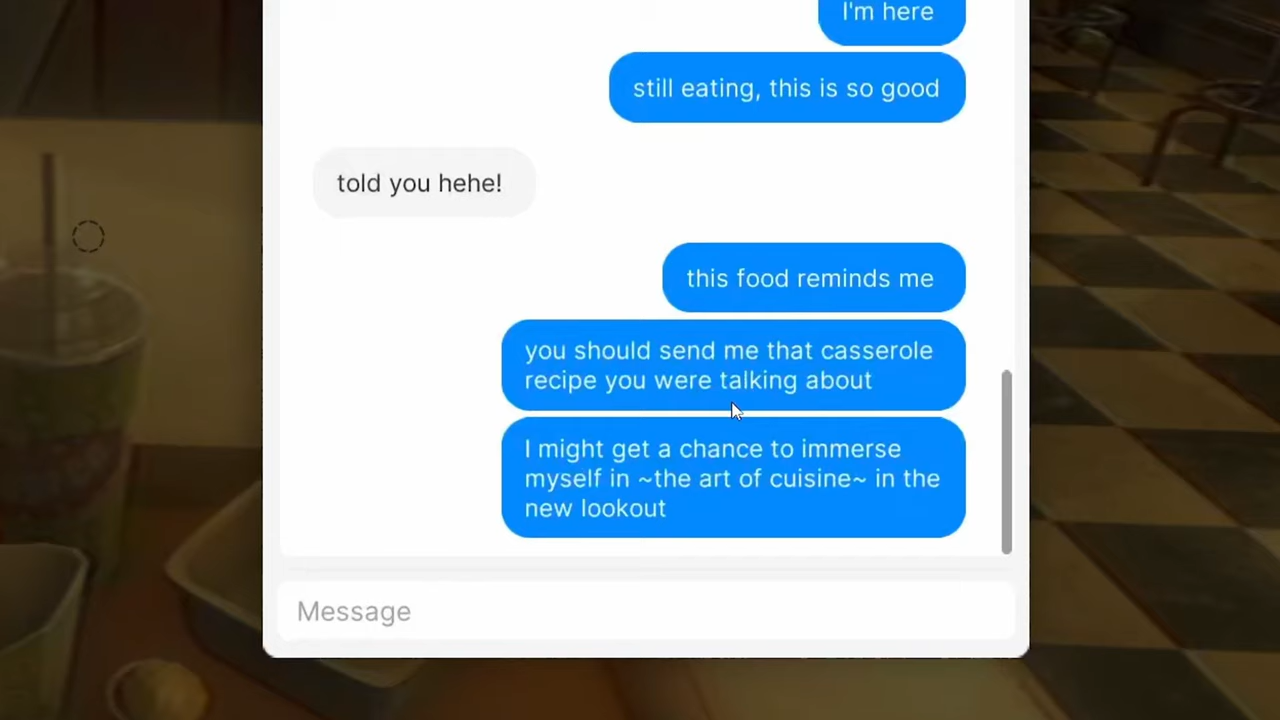 I'm here
still eating, this is so good
told you hehe!
this food reminds me
you should send me that casserole
recipe you were talking about
I might get a chance to immerse
myself in ~the art of cuisine~ in the
new lookout
Message